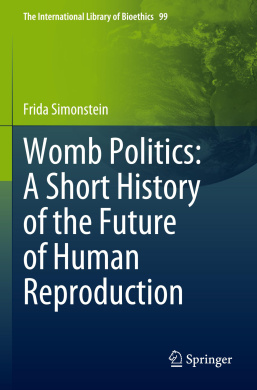 The International Library of Bioethics 99
Frida Simonstein
Womb Politics:
A Short History
of the Future
of Human
Reproduction
Springer